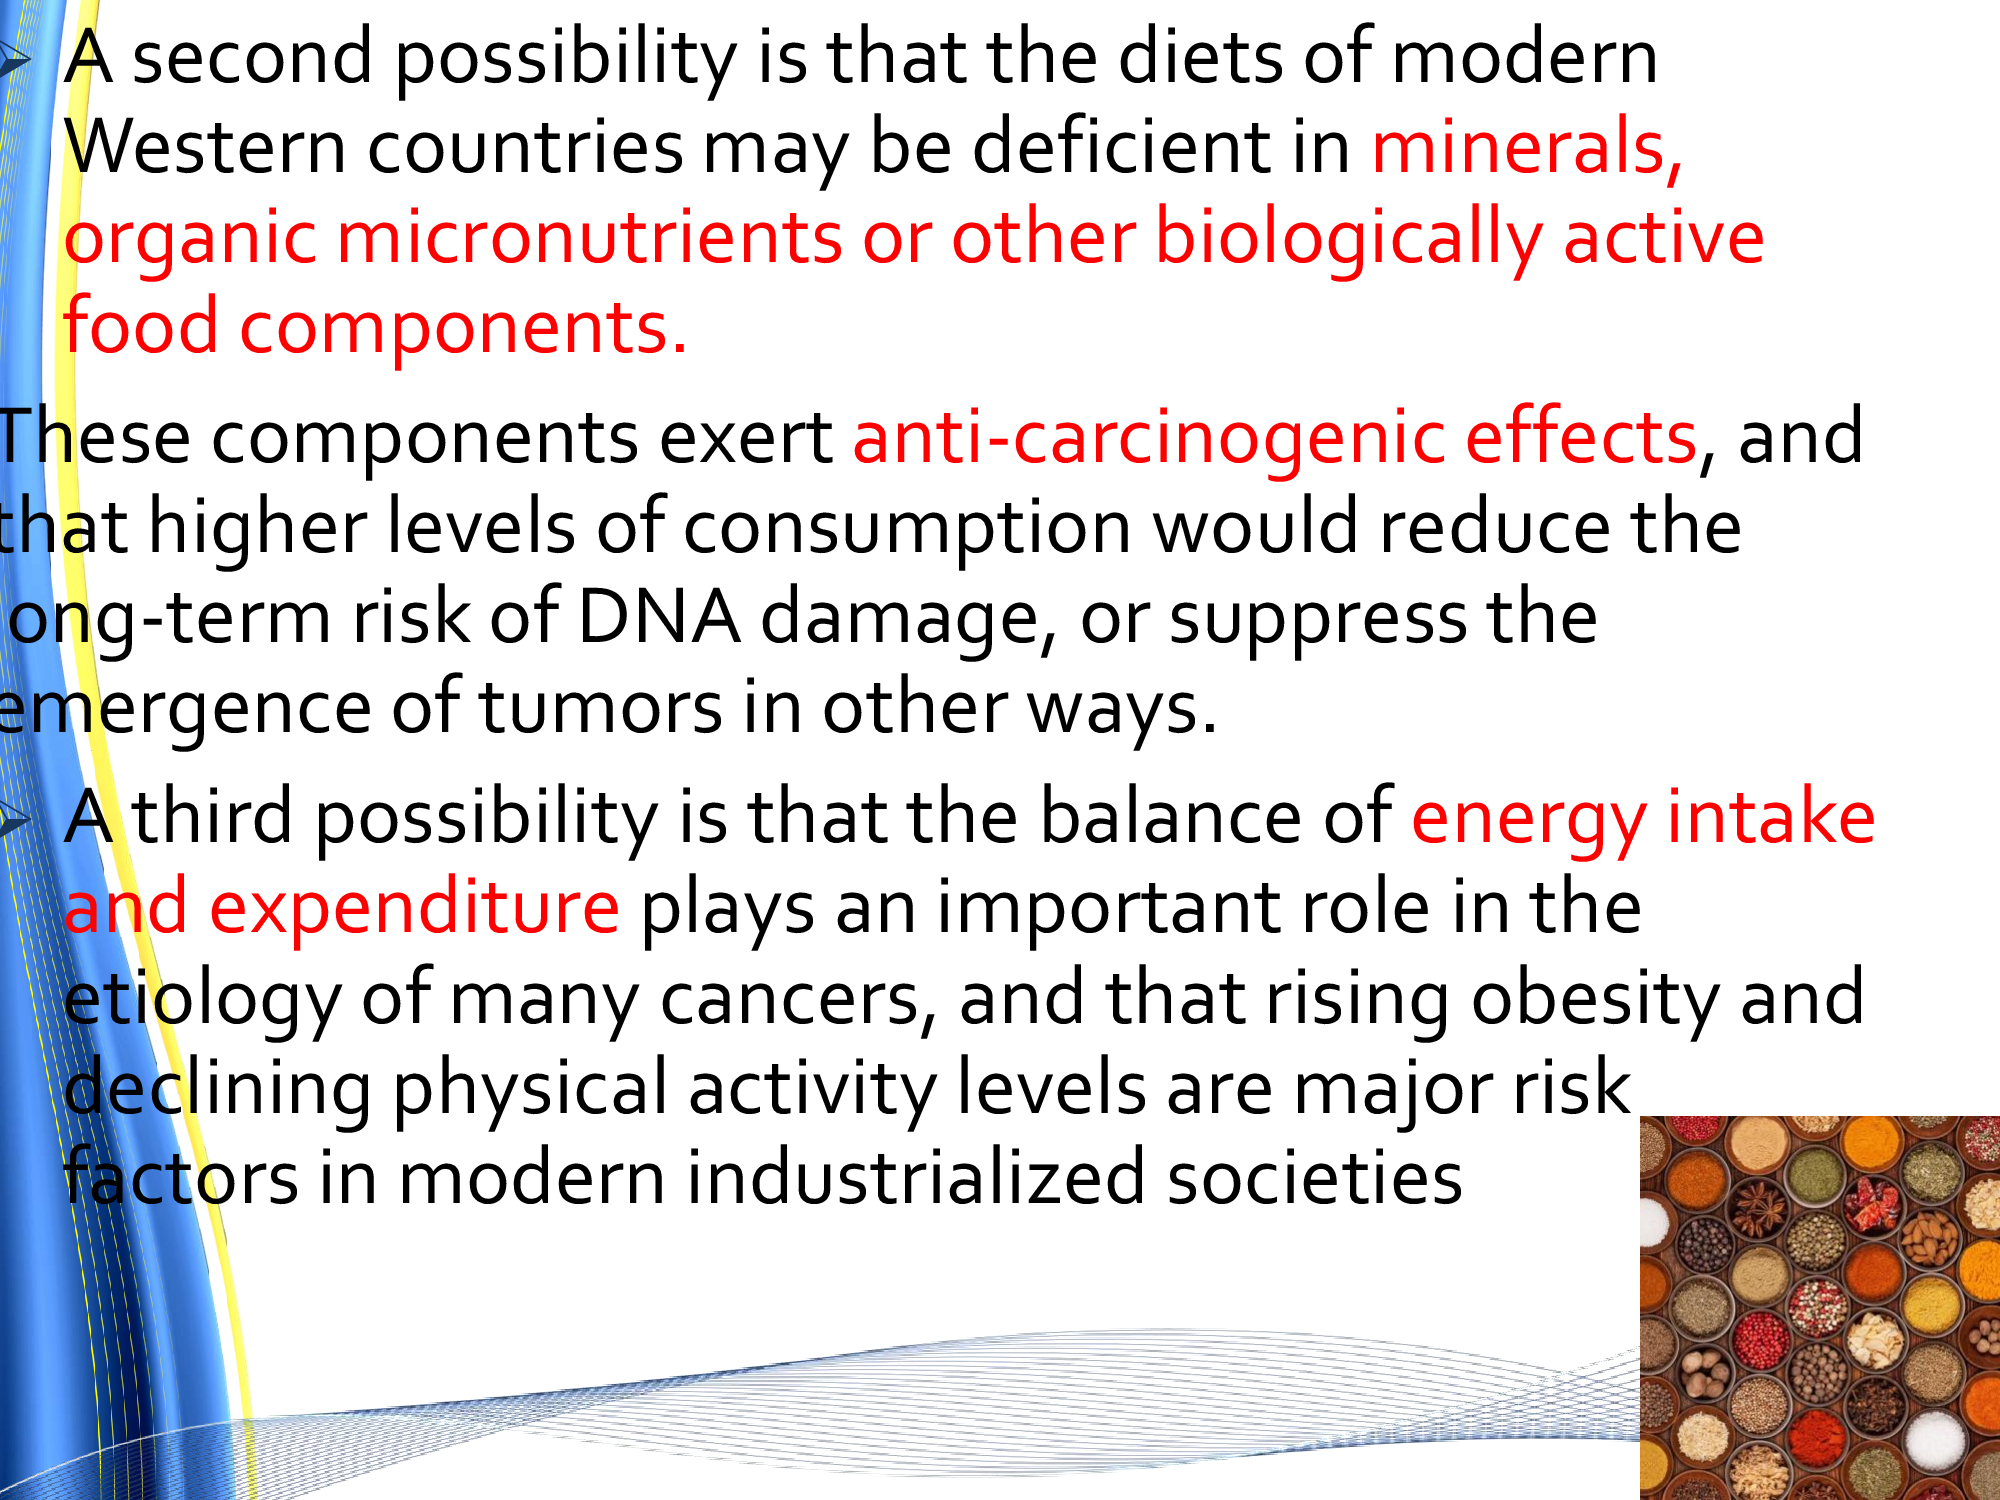 A second possibility is that the diets of modern
Western countries may be deficient in minerals,
organic micronutrients or other biologically active
food components.
These components exert anti-carcinogenic effects, and
that higher levels of consumption would reduce the
long-term risk of DNA damage, or suppress the
emergence of tumors in other ways.
A third possibility is that the balance of energy intake
and expenditure plays an important role in the
etiology of many cancers, and that rising obesity and
declining physical activity levels are major risk
factors in modern industrialized societies